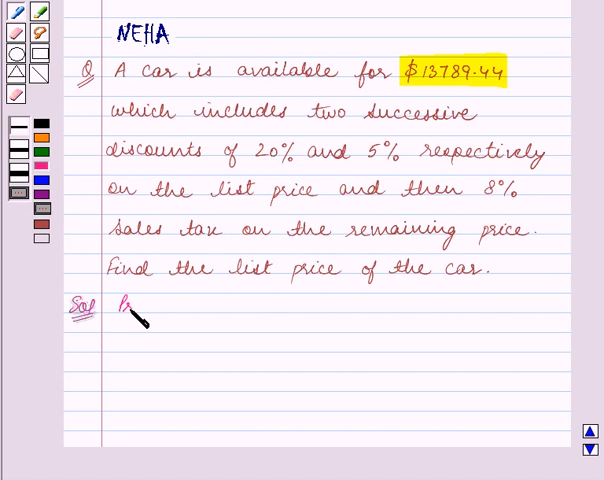 NEHA
Q A car is available for $13789.44
which includes two successive
discounts of 20% and 5% respectively
on the list price and then 8%
sales tax on the remaining price.
Find the list price of the car.
Sol Pr